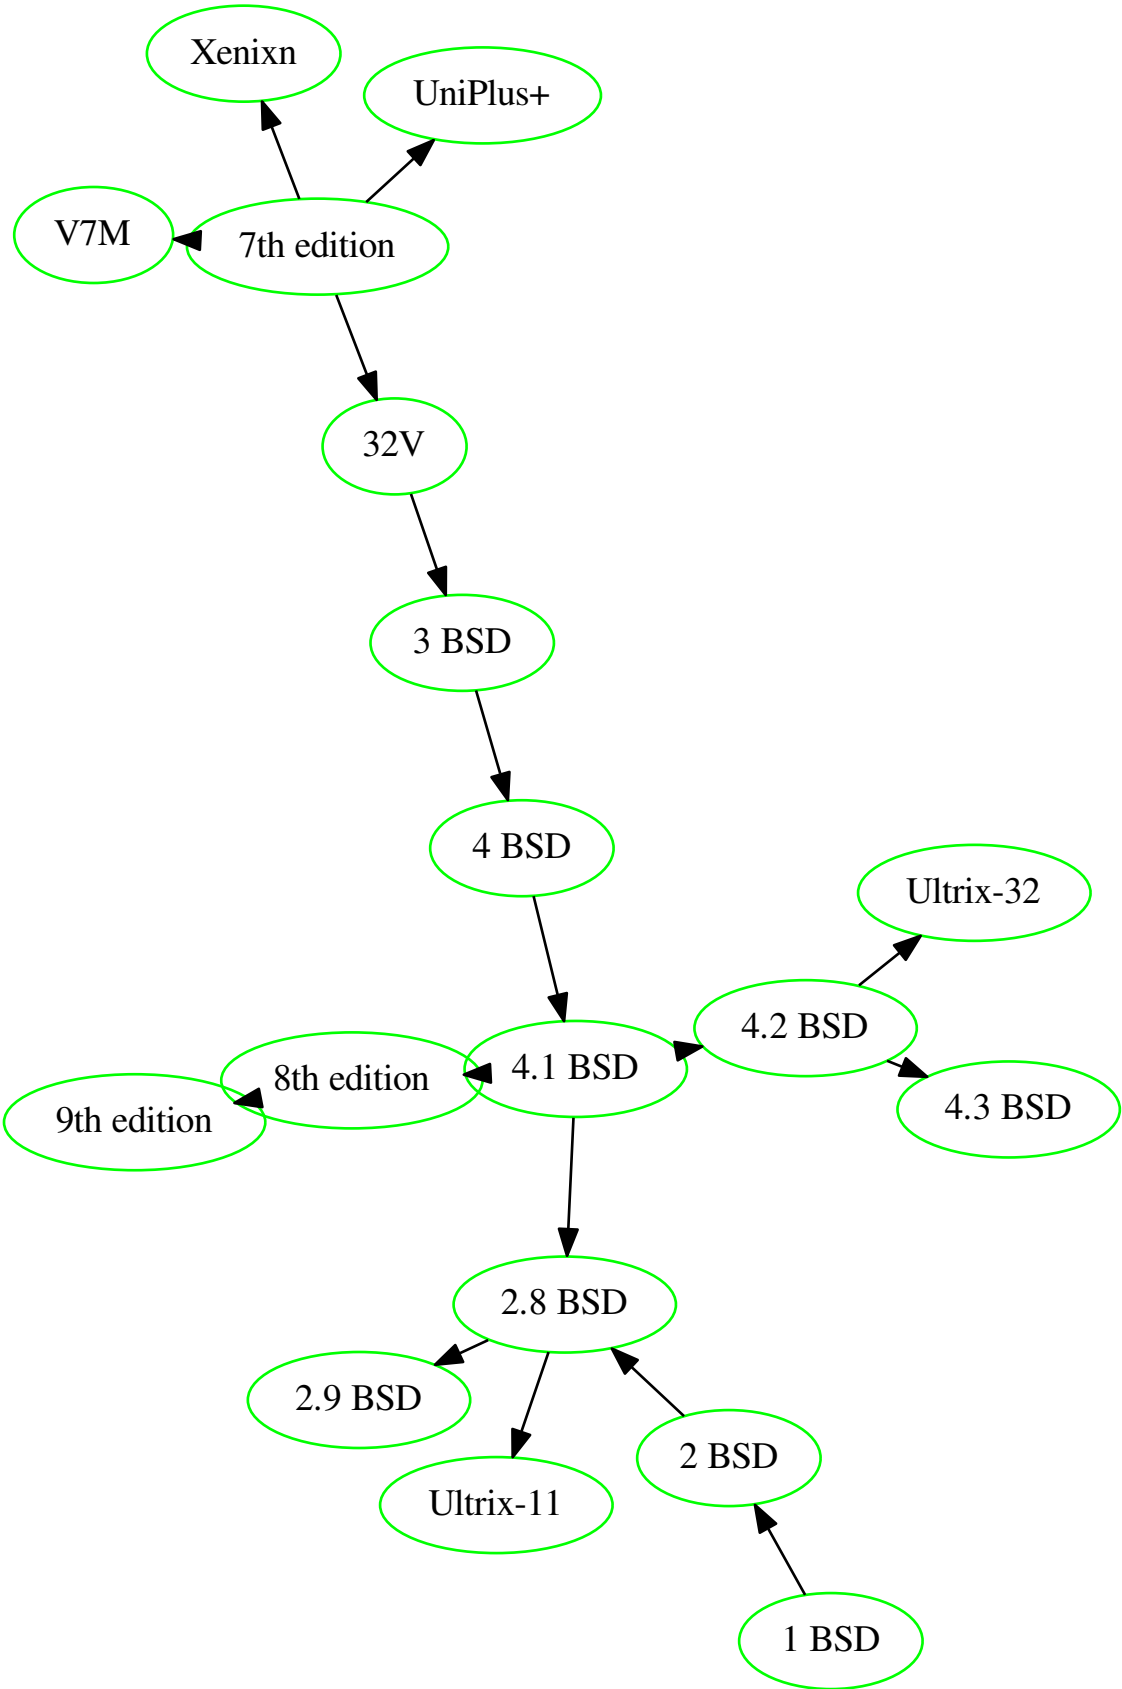 Xenixn
UniPlus+
V7M
7th edition
32V
3 BSD
4 BSD
Ultrix-32
4.2 BSD
4.1 BSD
8th edition
4.3 BSD
9th edition
2.8 BSD
2.9 BSD
2 BSD
Ultrix-11
1 BSD